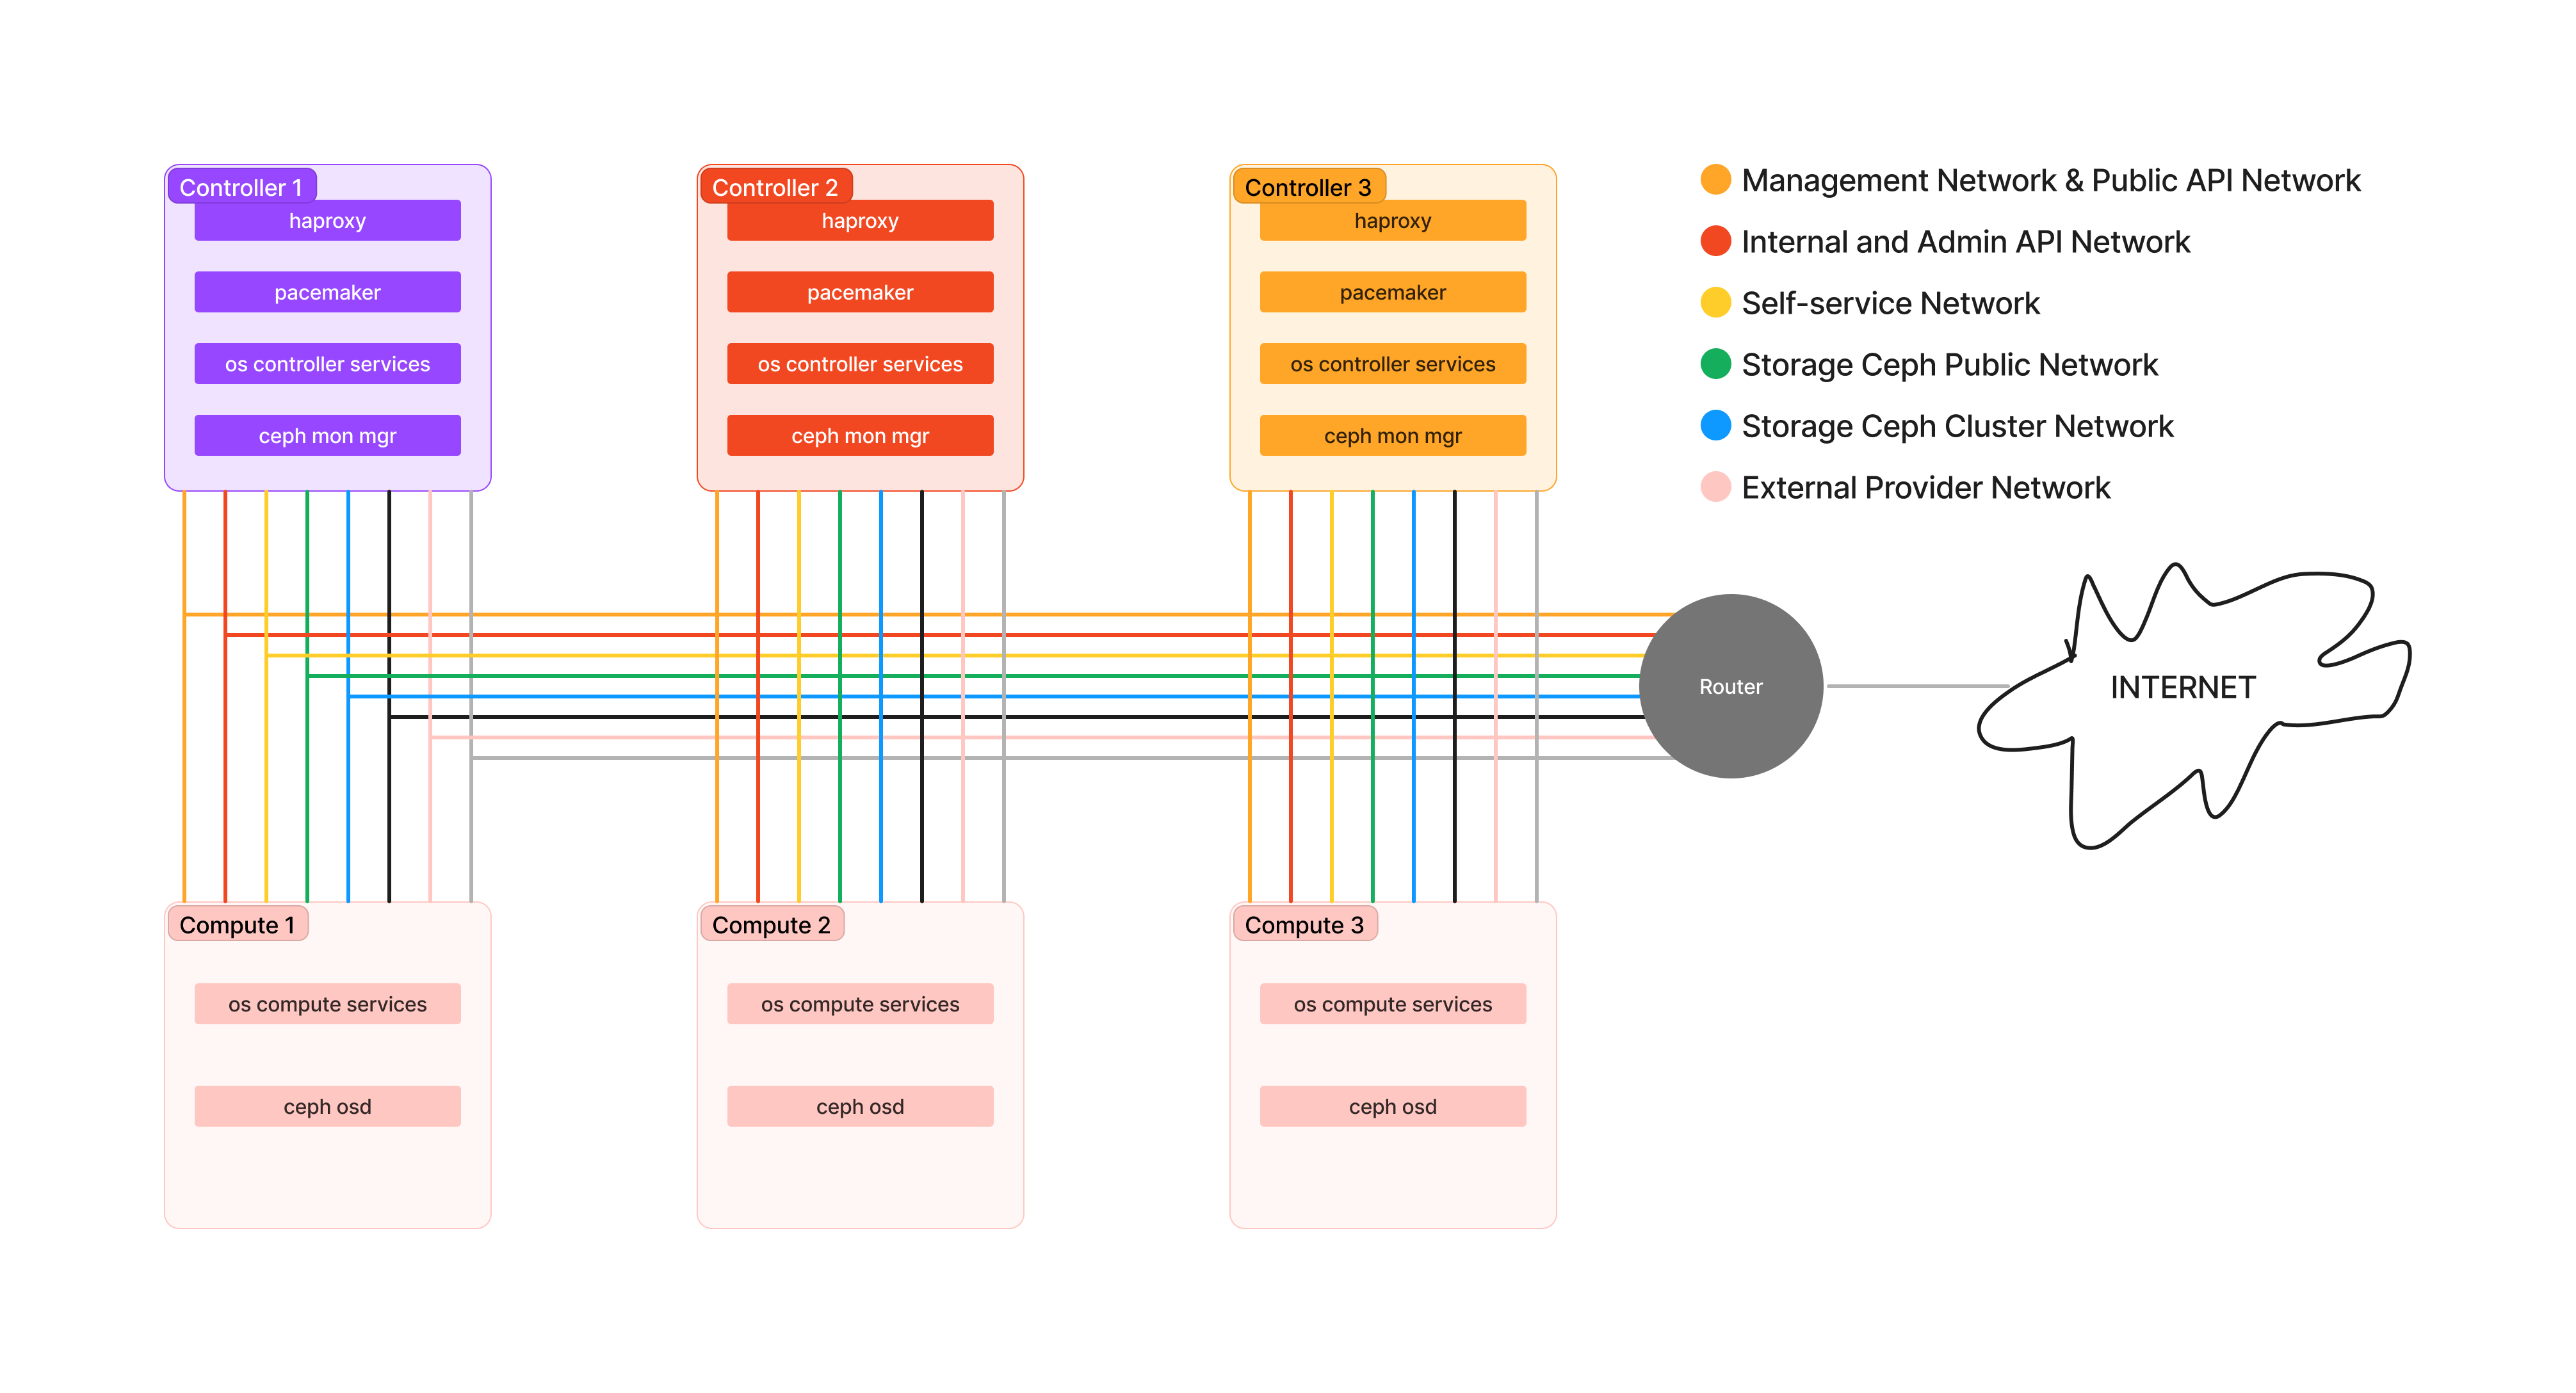 Controller 1
haproxy
pacemaker
os controller services
ceph mon mgr
Controller 2
haproxy
pacemaker
os controller services
ceph mon mgr
Controller 3
haproxy
pacemaker
os controller services
ceph mon mgr
Management Network & Public API Network
Internal and Admin API Network
Self-service Network
Storage Ceph Public Network
Storage Ceph Cluster Network
External Provider Network
Router
INTERNET
Compute 1
os compute services
ceph osd
Compute 2
os compute services
ceph osd
Compute 3
os compute services
ceph osd